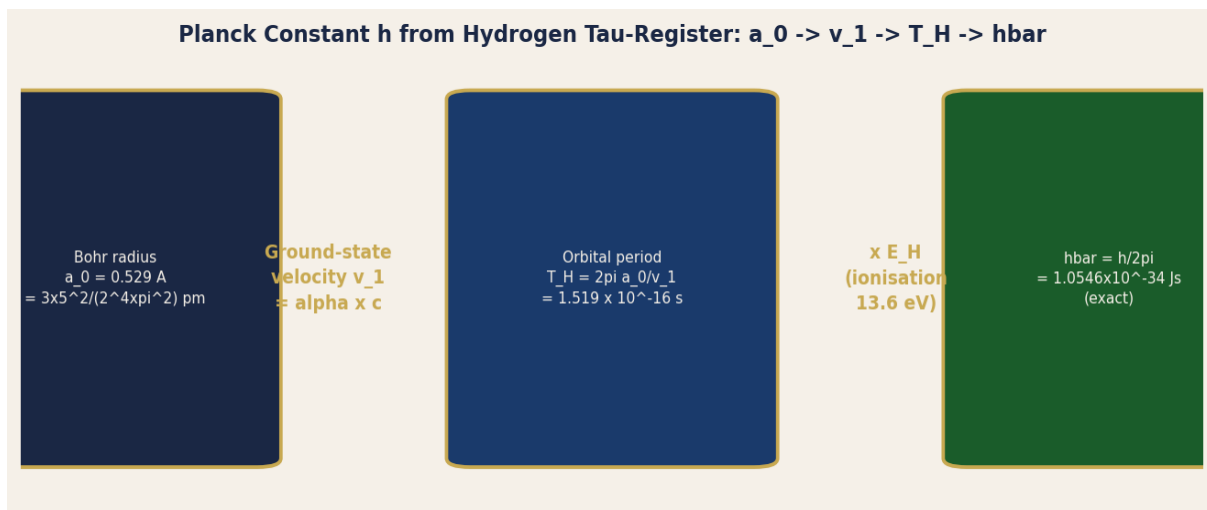 Planck Constant h from Hydrogen Tau-Register: a_0 -> v_1 -> T_H -> hbar
Bohr radius
a_0 = 0.529 A
= 3x5^2/(2^4xpi^2) pm
Ground-state
velocity v_1
= alpha x c
Orbital period
T_H = 2pi a_0/v_1
= 1.519 x 10^-16 s
x E_H
(ionisation
13.6 eV)
hbar = h/2pi
= 1.0546x10^-34 Js
(exact)